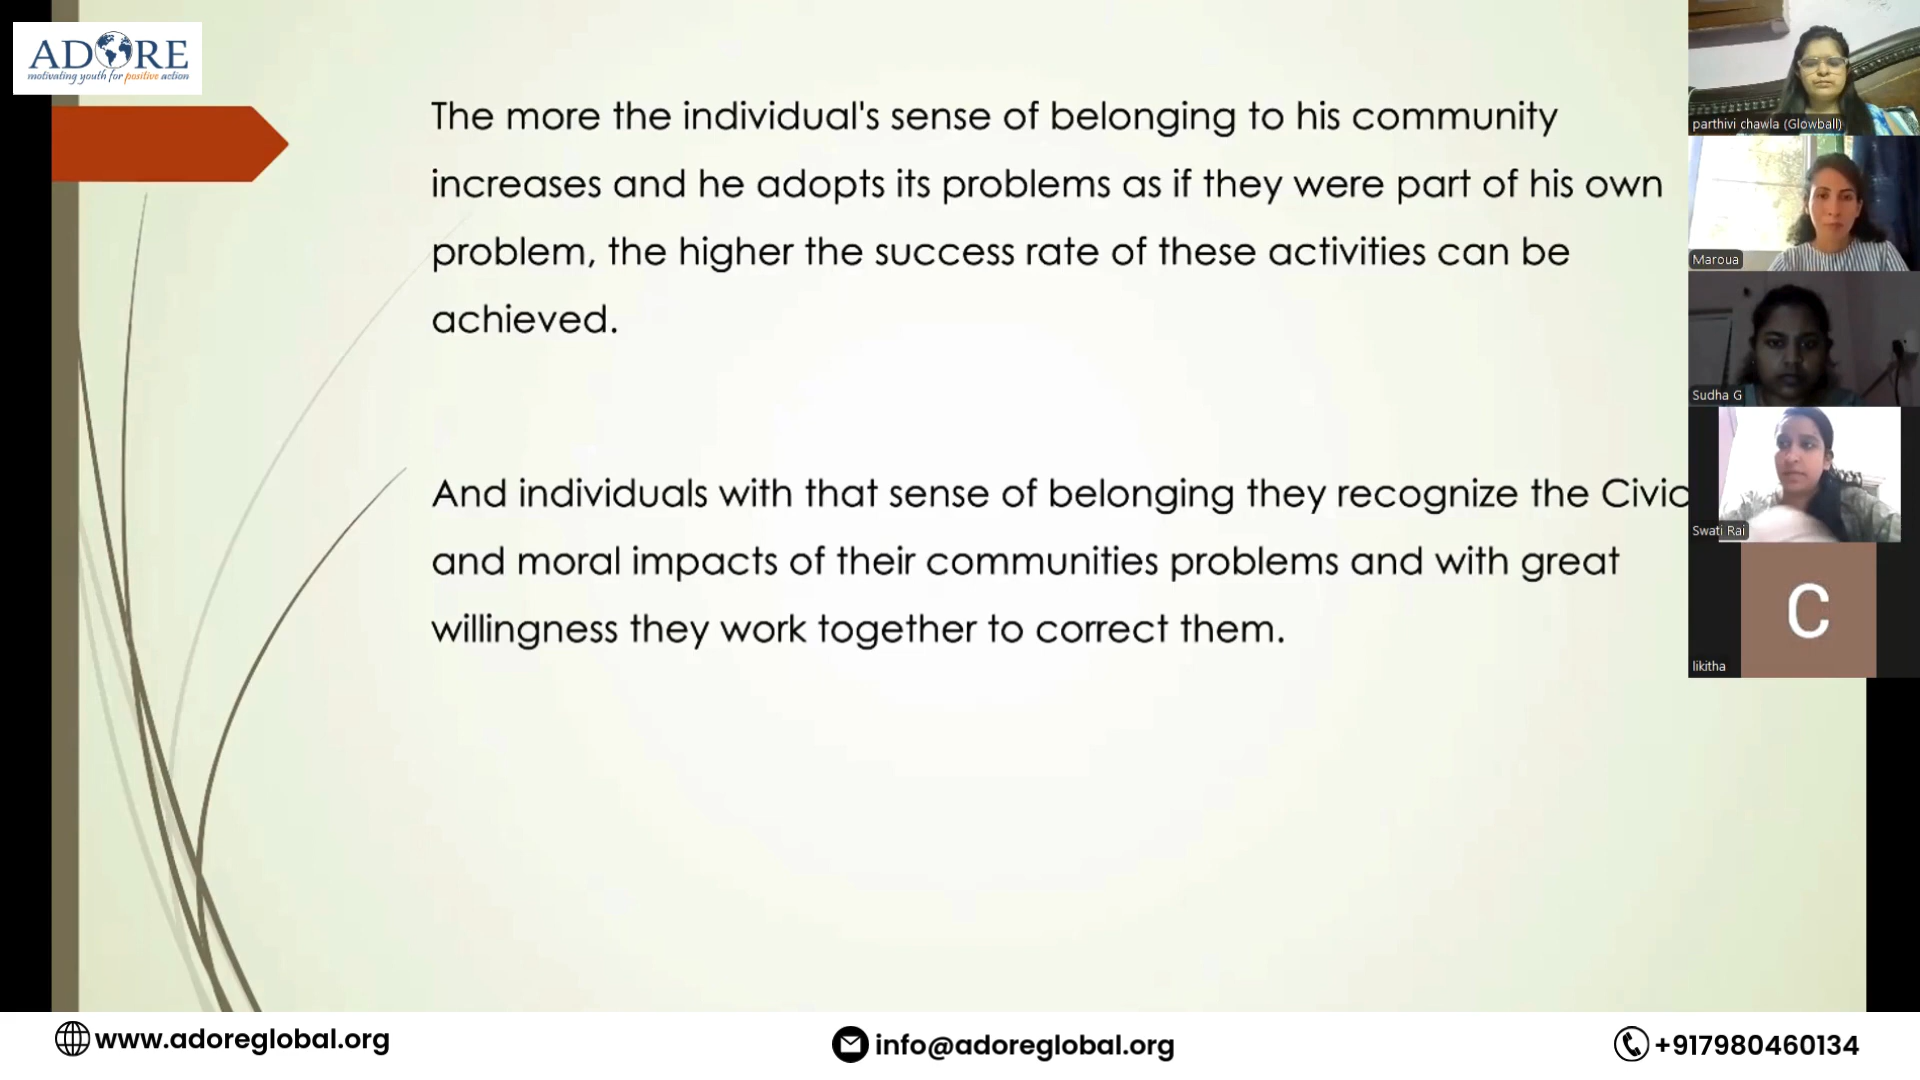 ADORE
motivating youth for positive action
The more the individual's sense of belonging to his community
increases and he adopts its problems as if they were part of his own
problem, the higher the success rate of these activities can be
achieved.
And individuals with that sense of belonging they recognize the Civic
and moral impacts of their communities problems and with great
willingness they work together to correct them.
parthivi chawla (Glowball)
Maroua
Sudha G
Swati Rai
C
likitha
www.adoreglobal.org
info@adoreglobal.org
+917980460134